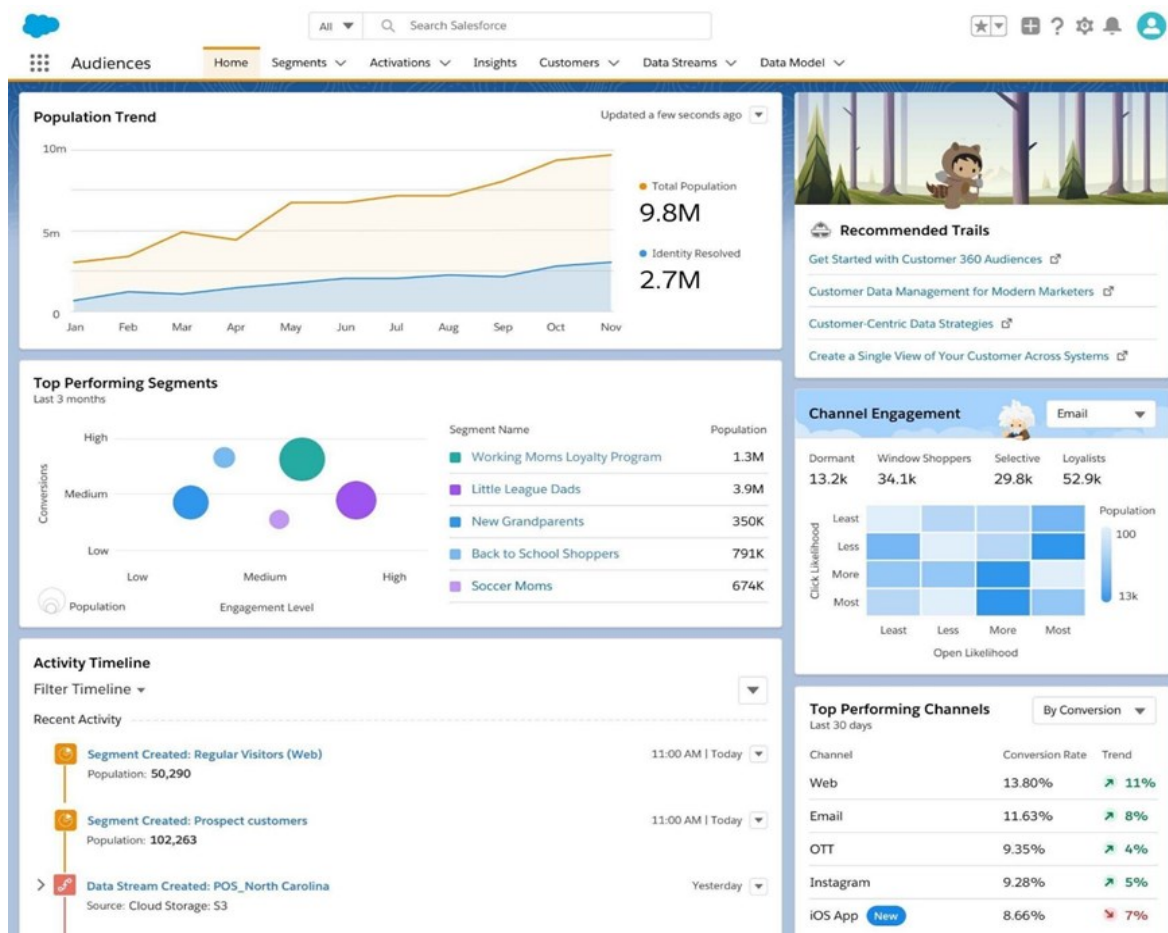 All
Search Salesforce
Audiences
Home
Segments
Activations
Insights
Customers
Data Streams
Data Model
Population Trend
Updated a few seconds ago
10m
5m
0
Jan Feb Mar Apr May Jun Jul Aug Sep Oct Nov
Total Population
9.8M
Identity Resolved
2.7M
Recommended Trails
Get Started with Customer 360 Audiences
Customer Data Management for Modern Marketers
Customer-Centric Data Strategies
Create a Single View of Your Customer Across Systems
Top Performing Segments
Last 3 months
Conversions
High
Medium
Low
Low Medium High
Population
Engagement Level
Segment Name Population
Working Moms Loyalty Program 1.3M
Little League Dads 3.9M
New Grandparents 350K
Back to School Shoppers 791K
Soccer Moms 674K
Channel Engagement
Email
Dormant Window Shoppers Selective Loyalists
13.2k 34.1k 29.8k 52.9k
Click Likelihood
Least
Less
More
Most
Least Less More Most
Open Likelihood
Population
100
13k
Activity Timeline
Filter Timeline
Recent Activity
Segment Created: Regular Visitors (Web) 11:00 AM | Today
Population: 50,290
Segment Created: Prospect customers 11:00 AM | Today
Population: 102,263
Data Stream Created: POS_North Carolina Yesterday
Source: Cloud Storage: S3
Top Performing Channels
By Conversion
Last 30 days
Channel Conversion Rate Trend
Web 13.80% 11%
Email 11.63% 8%
OTT 9.35% 4%
Instagram 9.28% 5%
iOS App New 8.66% 7%